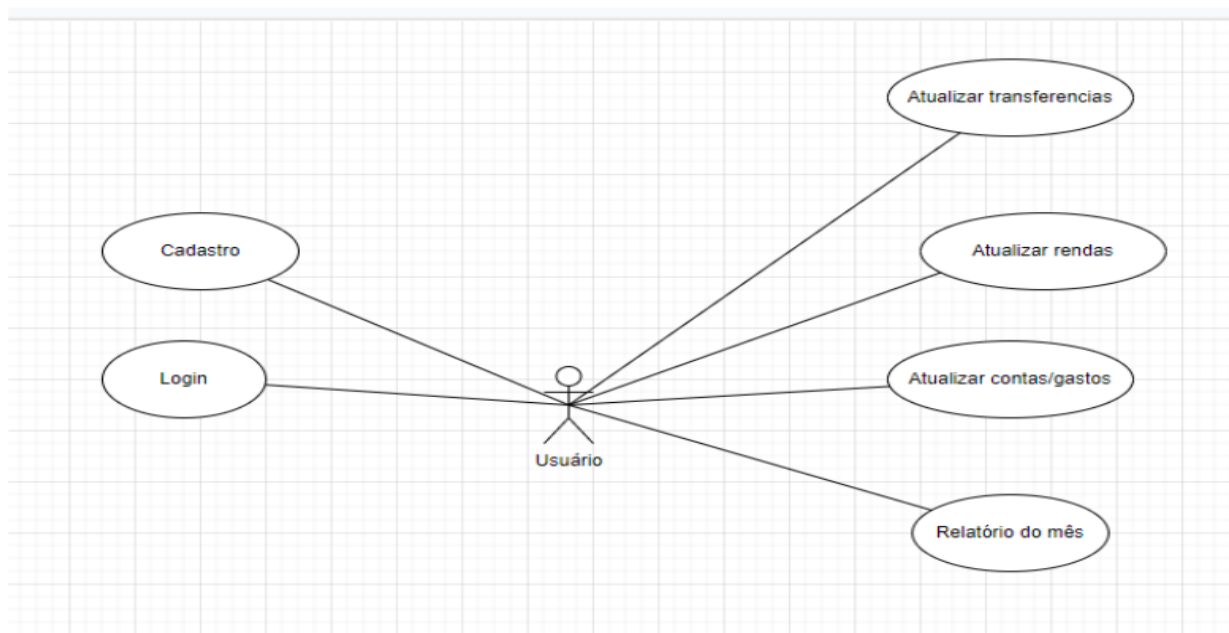 Atualizar transferencias
Cadastro
Atualizar rendas
Login
Atualizar contas/gastos
Usuário
Relatório do mês